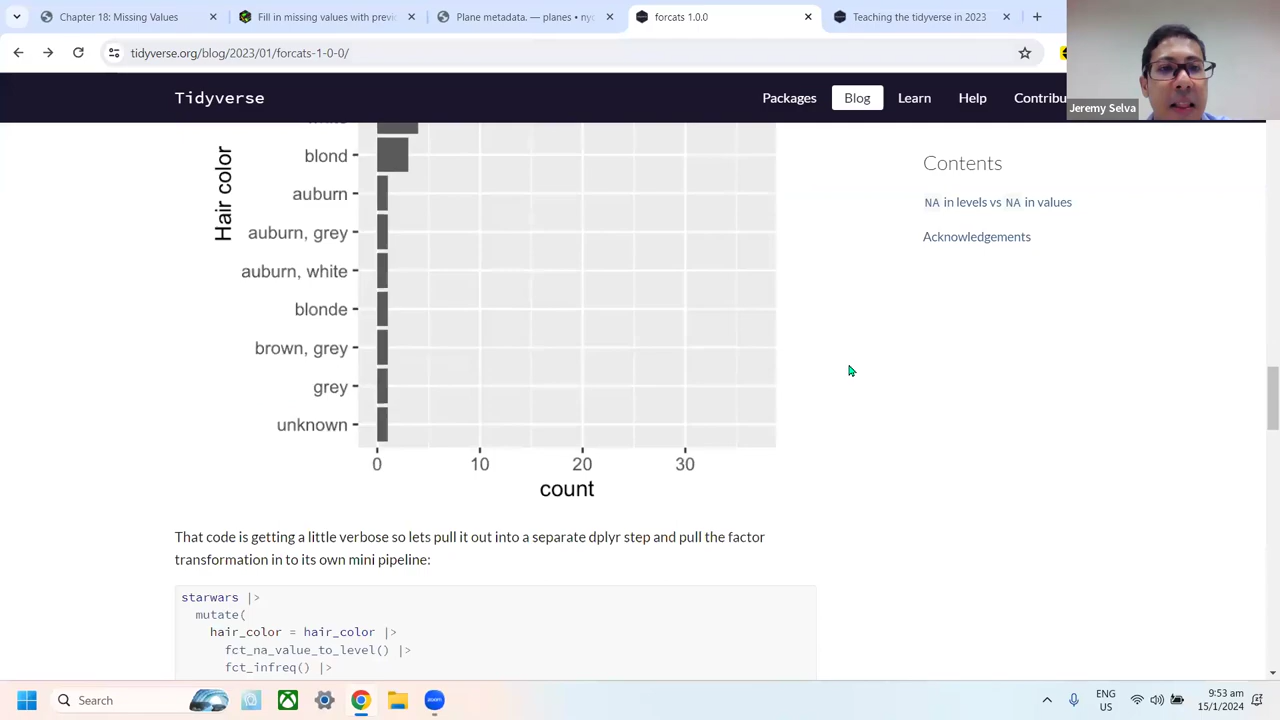 Chapter 18: Missing Values
Fill in missing values with previ
Plane metadata. — planes • nyc
forcats 1.0.0
Teaching the tidyverse in 2023
tidyverse.org/blog/2023/01/forcats-1-0-0/
Jeremy Selva
Tidyverse
Packages
Blog
Learn
Help
Contribu
Hair color
white
blond
auburn
auburn, grey
auburn, white
blonde
brown, grey
grey
unknown
0 10 20 30
count
Contents
NA in levels vs NA in values
Acknowledgements
That code is getting a little verbose so lets pull it out into a separate dplyr step and pull the factor
transformation in to its own mini pipeline:
starwars |>
mutate(
hair_color = hair_color |>
fct_na_value_to_level() |>
fct_infreq() |>
Search
zoom
ENG
US
9:53 am
15/1/2024